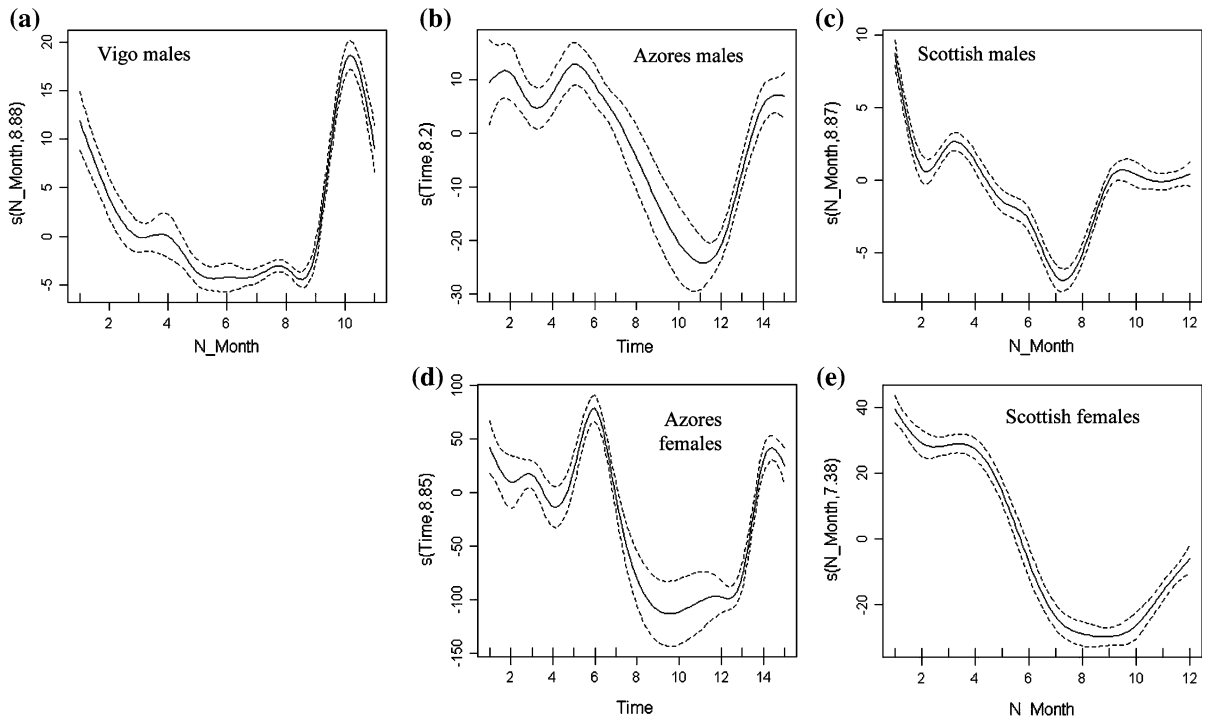 (a)
Vigo males
s(N_Month,8.88)
20
15
10
5
0
-5
2 4 6 8 10
N_Month
(b)
Azores males
s(Time,8.2)
10
0
-10
-20
-30
2 4 6 8 10 12 14
Time
(c)
Scottish males
s(N_Month,8.87)
10
5
0
-5
2 4 6 8 10 12
N_Month
(d)
Azores
females
s(Time,8.85)
100
50
0
-50
-100
-150
2 4 6 8 10 12 14
Time
(e)
Scottish females
s(N_Month,7.38)
40
20
0
-20
2 4 6 8 10 12
N_Month